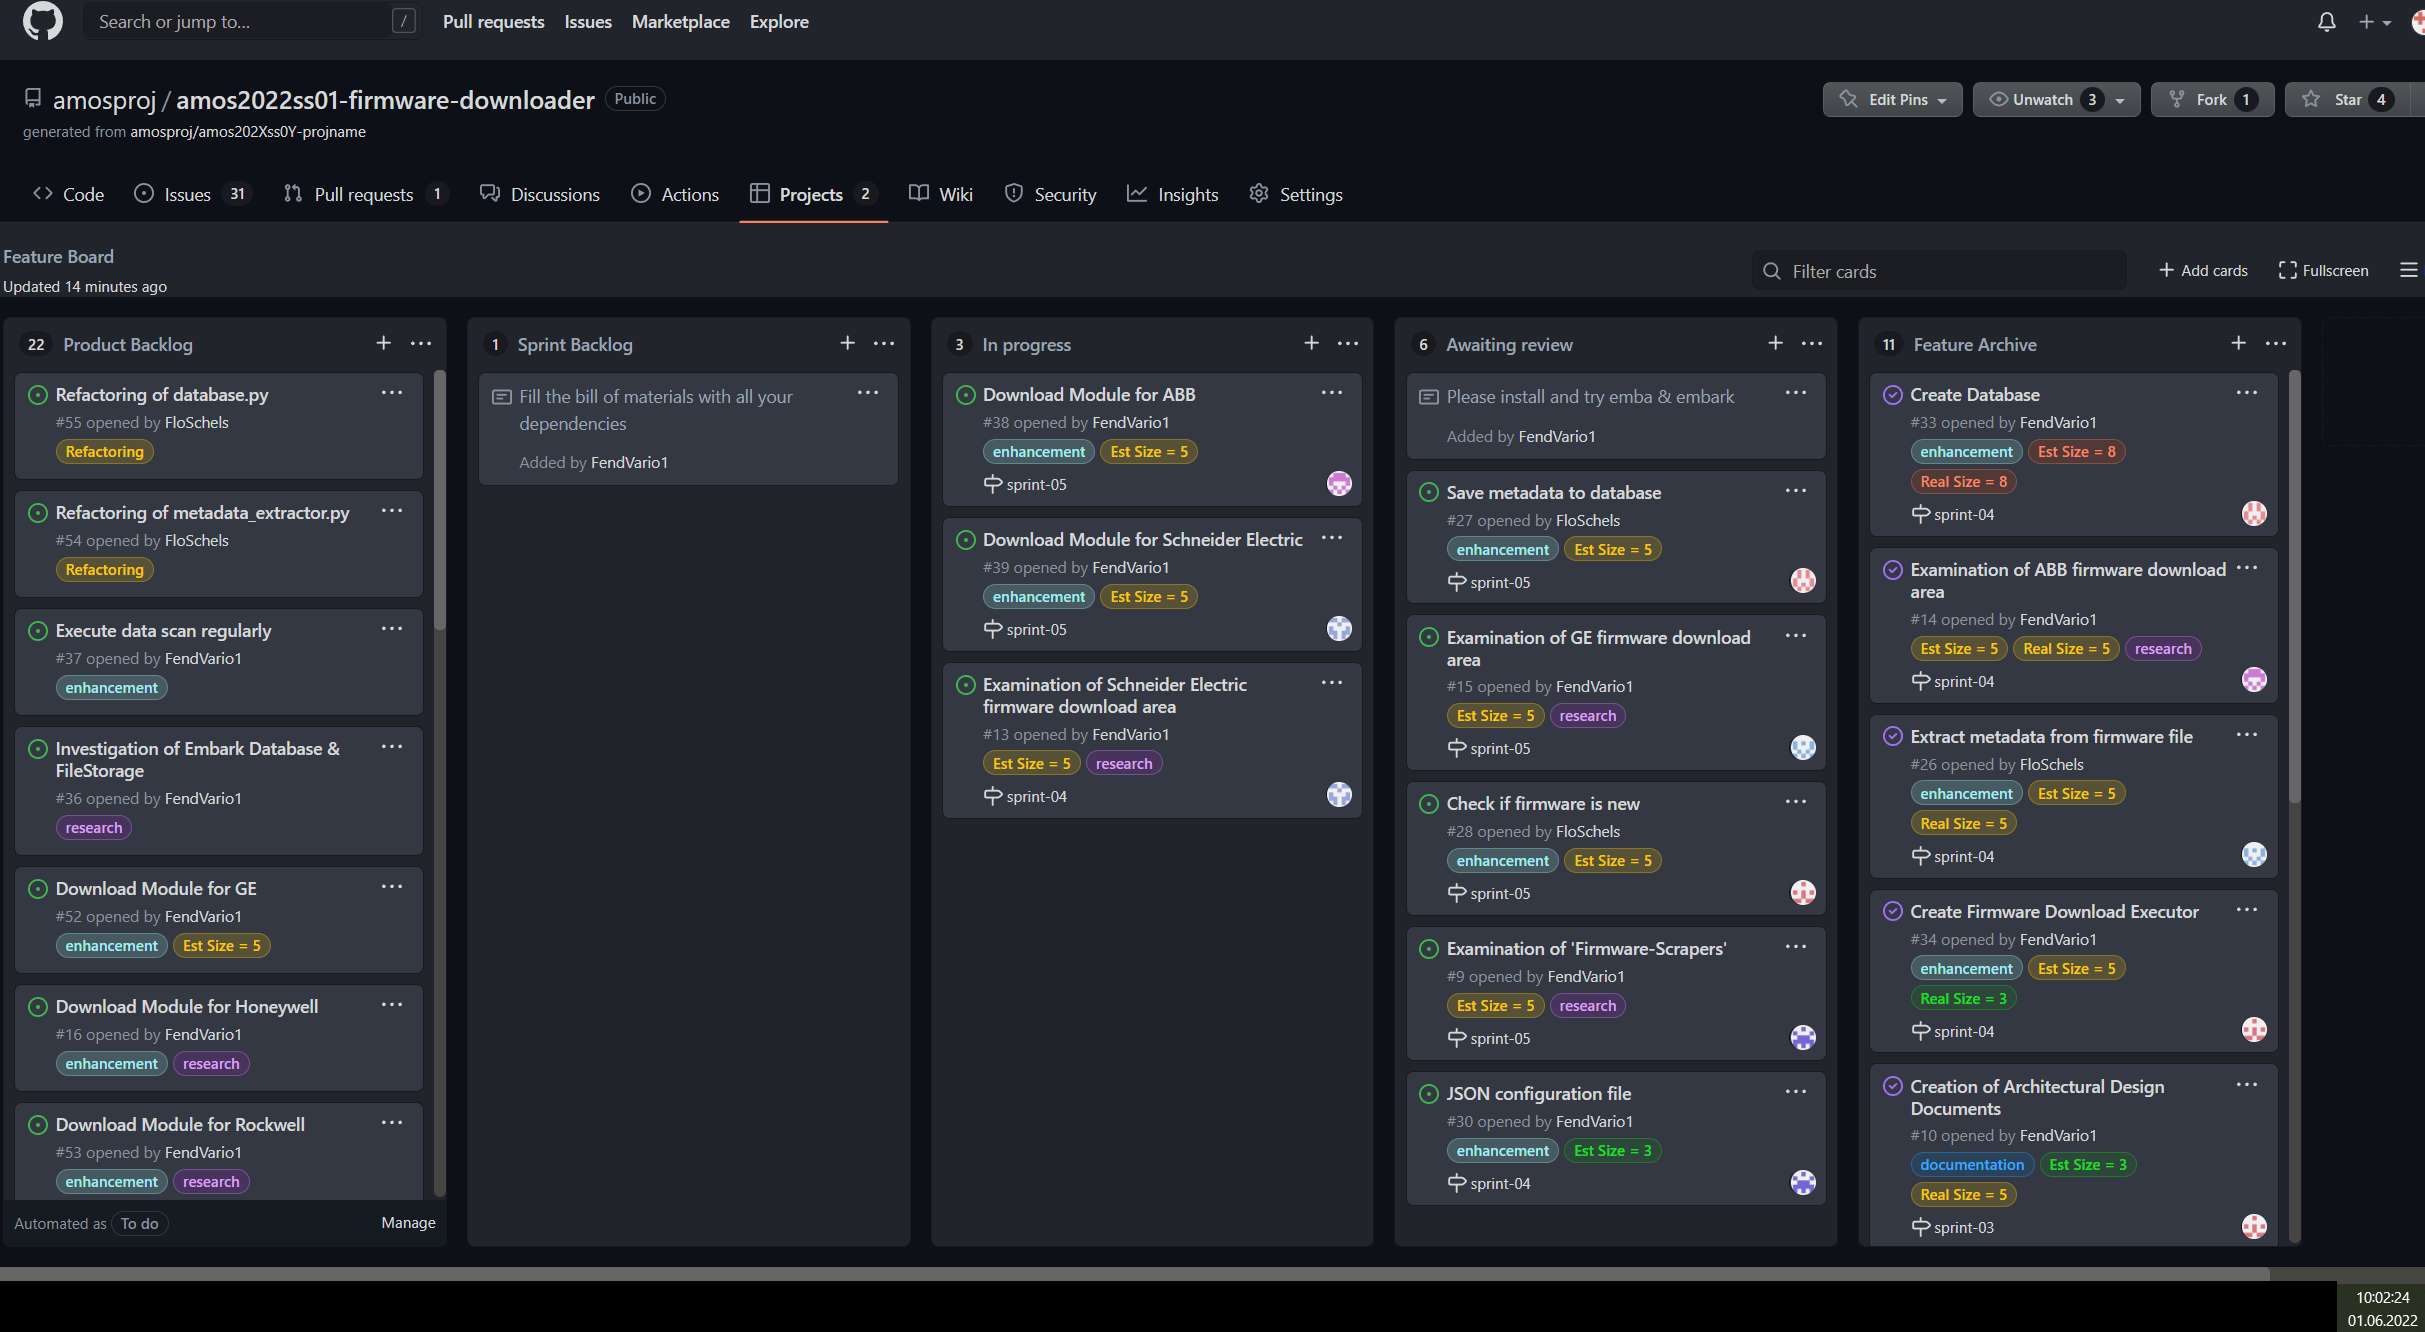 Search or jump to...
/
Pull requests
Issues
Marketplace
Explore
amosproj / amos2022ss01-firmware-downloader Public
generated from amosproj/amos202Xss0Y-projname
Edit Pins
Unwatch 3
Fork 1
Star 4
Code
Issues 31
Pull requests 1
Discussions
Actions
Projects 2
Wiki
Security
Insights
Settings
Feature Board
Updated 14 minutes ago
Filter cards
Add cards
Fullscreen
22 Product Backlog
Refactoring of database.py
#55 opened by FloSchels
Refactoring
Refactoring of metadata_extractor.py
#54 opened by FloSchels
Refactoring
Execute data scan regularly
#37 opened by FendVario1
enhancement
Investigation of Embark Database &
FileStorage
#36 opened by FendVario1
research
Download Module for GE
#52 opened by FendVario1
enhancement Est Size = 5
Download Module for Honeywell
#16 opened by FendVario1
enhancement research
Download Module for Rockwell
#53 opened by FendVario1
enhancement research
Automated as To do
Manage
1 Sprint Backlog
Fill the bill of materials with all your
dependencies
Added by FendVario1
3 In progress
Download Module for ABB
#38 opened by FendVario1
enhancement Est Size = 5
sprint-05
Download Module for Schneider Electric
#39 opened by FendVario1
enhancement Est Size = 5
sprint-05
Examination of Schneider Electric
firmware download area
#13 opened by FendVario1
Est Size = 5 research
sprint-04
6 Awaiting review
Please install and try emba & embark
Added by FendVario1
Save metadata to database
#27 opened by FloSchels
enhancement Est Size = 5
sprint-05
Examination of GE firmware download
area
#15 opened by FendVario1
Est Size = 5 research
sprint-05
Check if firmware is new
#28 opened by FloSchels
enhancement Est Size = 5
sprint-05
Examination of 'Firmware-Scrapers'
#9 opened by FendVario1
Est Size = 5 research
sprint-05
JSON configuration file
#30 opened by FendVario1
enhancement Est Size = 3
sprint-04
11 Feature Archive
Create Database
#33 opened by FendVario1
enhancement Est Size = 8
Real Size = 8
sprint-04
Examination of ABB firmware download
area
#14 opened by FendVario1
Est Size = 5 Real Size = 5 research
sprint-04
Extract metadata from firmware file
#26 opened by FloSchels
enhancement Est Size = 5
Real Size = 5
sprint-04
Create Firmware Download Executor
#34 opened by FendVario1
enhancement Est Size = 5
Real Size = 3
sprint-04
Creation of Architectural Design
Documents
#10 opened by FendVario1
documentation Est Size = 3
Real Size = 5
sprint-03
10:02:24
01.06.2022